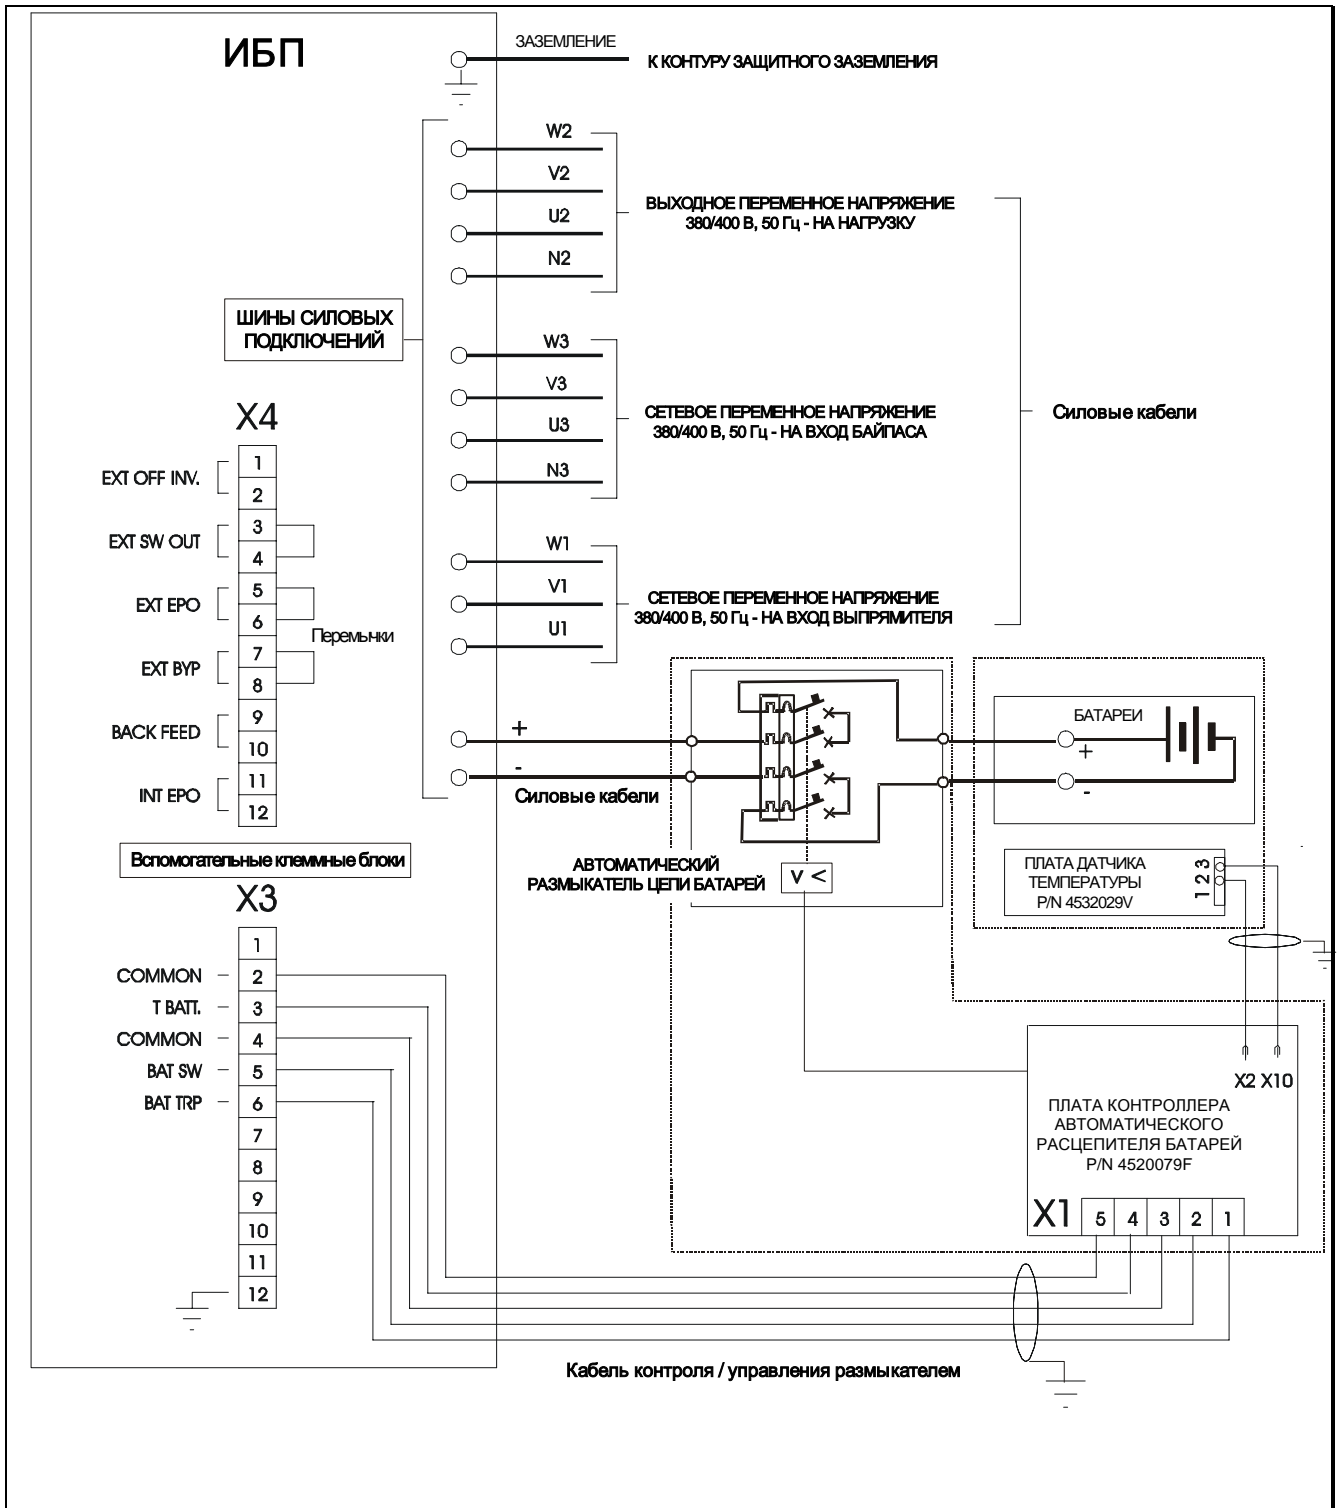 ИБП
ЗАЗЕМЛЕНИЕ
К КОНТУРУ ЗАЩИТНОГО ЗАЗЕМЛЕНИЯ
W2
V2
U2
N2
ВЫХОДНОЕ ПЕРЕМЕННОЕ НАПРЯЖЕНИЕ
380/400 В, 50 Гц - НА НАГРУЗКУ
ШИНЫ СИЛОВЫХ
ПОДКЛЮЧЕНИЙ
W3
V3
U3
N3
СЕТЕВОЕ ПЕРЕМЕННОЕ НАПРЯЖЕНИЕ
380/400 В, 50 Гц - НА ВХОД БАЙПАСА
Силовые кабели
W1
V1
U1
СЕТЕВОЕ ПЕРЕМЕННОЕ НАПРЯЖЕНИЕ
380/400 В, 50 Гц - НА ВХОД ВЫПРЯМИТЕЛЯ
X4
EXT OFF INV.
1
2
EXT SW OUT
3
4
EXT EPO
5
6
Перемычки
EXT BYP
7
8
BACK FEED
9
10
INT EPO
11
12
+
-
Силовые кабели
АВТОМАТИЧЕСКИЙ
РАЗМЫКАТЕЛЬ ЦЕПИ БАТАРЕЙ
V <
БАТАРЕИ
+
-
ПЛАТА ДАТЧИКА
ТЕМПЕРАТУРЫ
P/N 4532029V
1 2 3
Вспомогательные клеммные блоки
X3
1
COMMON - 2
T BATT. - 3
COMMON - 4
BAT SW - 5
BAT TRP - 6
7
8
9
10
11
12
X2 X10
ПЛАТА КОНТРОЛЛЕРА
АВТОМАТИЧЕСКОГО
РАСЦЕПИТЕЛЯ БАТАРЕЙ
P/N 4520079F
X1 5 4 3 2 1
Кабель контроля / управления размыкателем